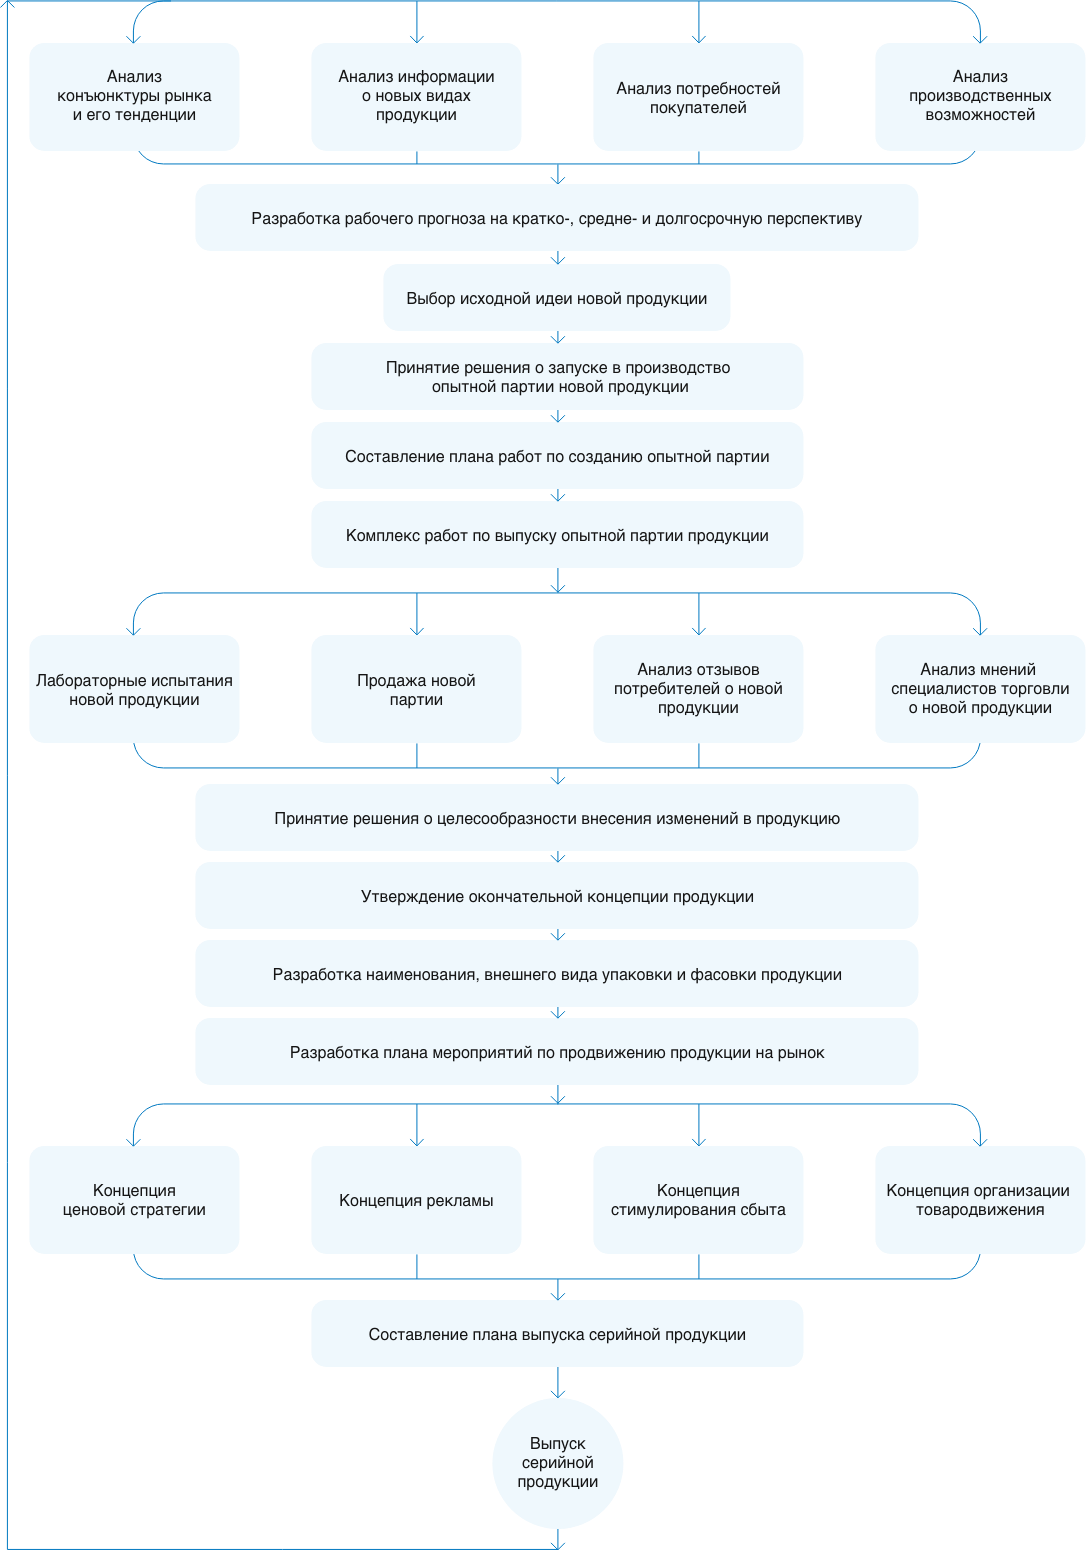 Анализ
конъюнктуры рынка
и его тенденции
Анализ информации
о новых видах
продукции
Анализ потребностей
покупателей
Анализ
производственных
возможностей
Разработка рабочего прогноза на кратко-, средне- и долгосрочную перспективу
Выбор исходной идеи новой продукции
Принятие решения о запуске в производство
опытной партии новой продукции
Составление плана работ по созданию опытной партии
Комплекс работ по выпуску опытной партии продукции
Лабораторные испытания
новой продукции
Продажа новой
партии
Анализ отзывов
потребителей о новой
продукции
Анализ мнений
специалистов торговли
о новой продукции
Принятие решения о целесообразности внесения изменений в продукцию
Утверждение окончательной концепции продукции
Разработка наименования, внешнего вида упаковки и фасовки продукции
Разработка плана мероприятий по продвижению продукции на рынок
Концепция
ценовой стратегии
Концепция рекламы
Концепция
стимулирования сбыта
Концепция организации
товародвижения
Составление плана выпуска серийной продукции
Выпуск
серийной
продукции